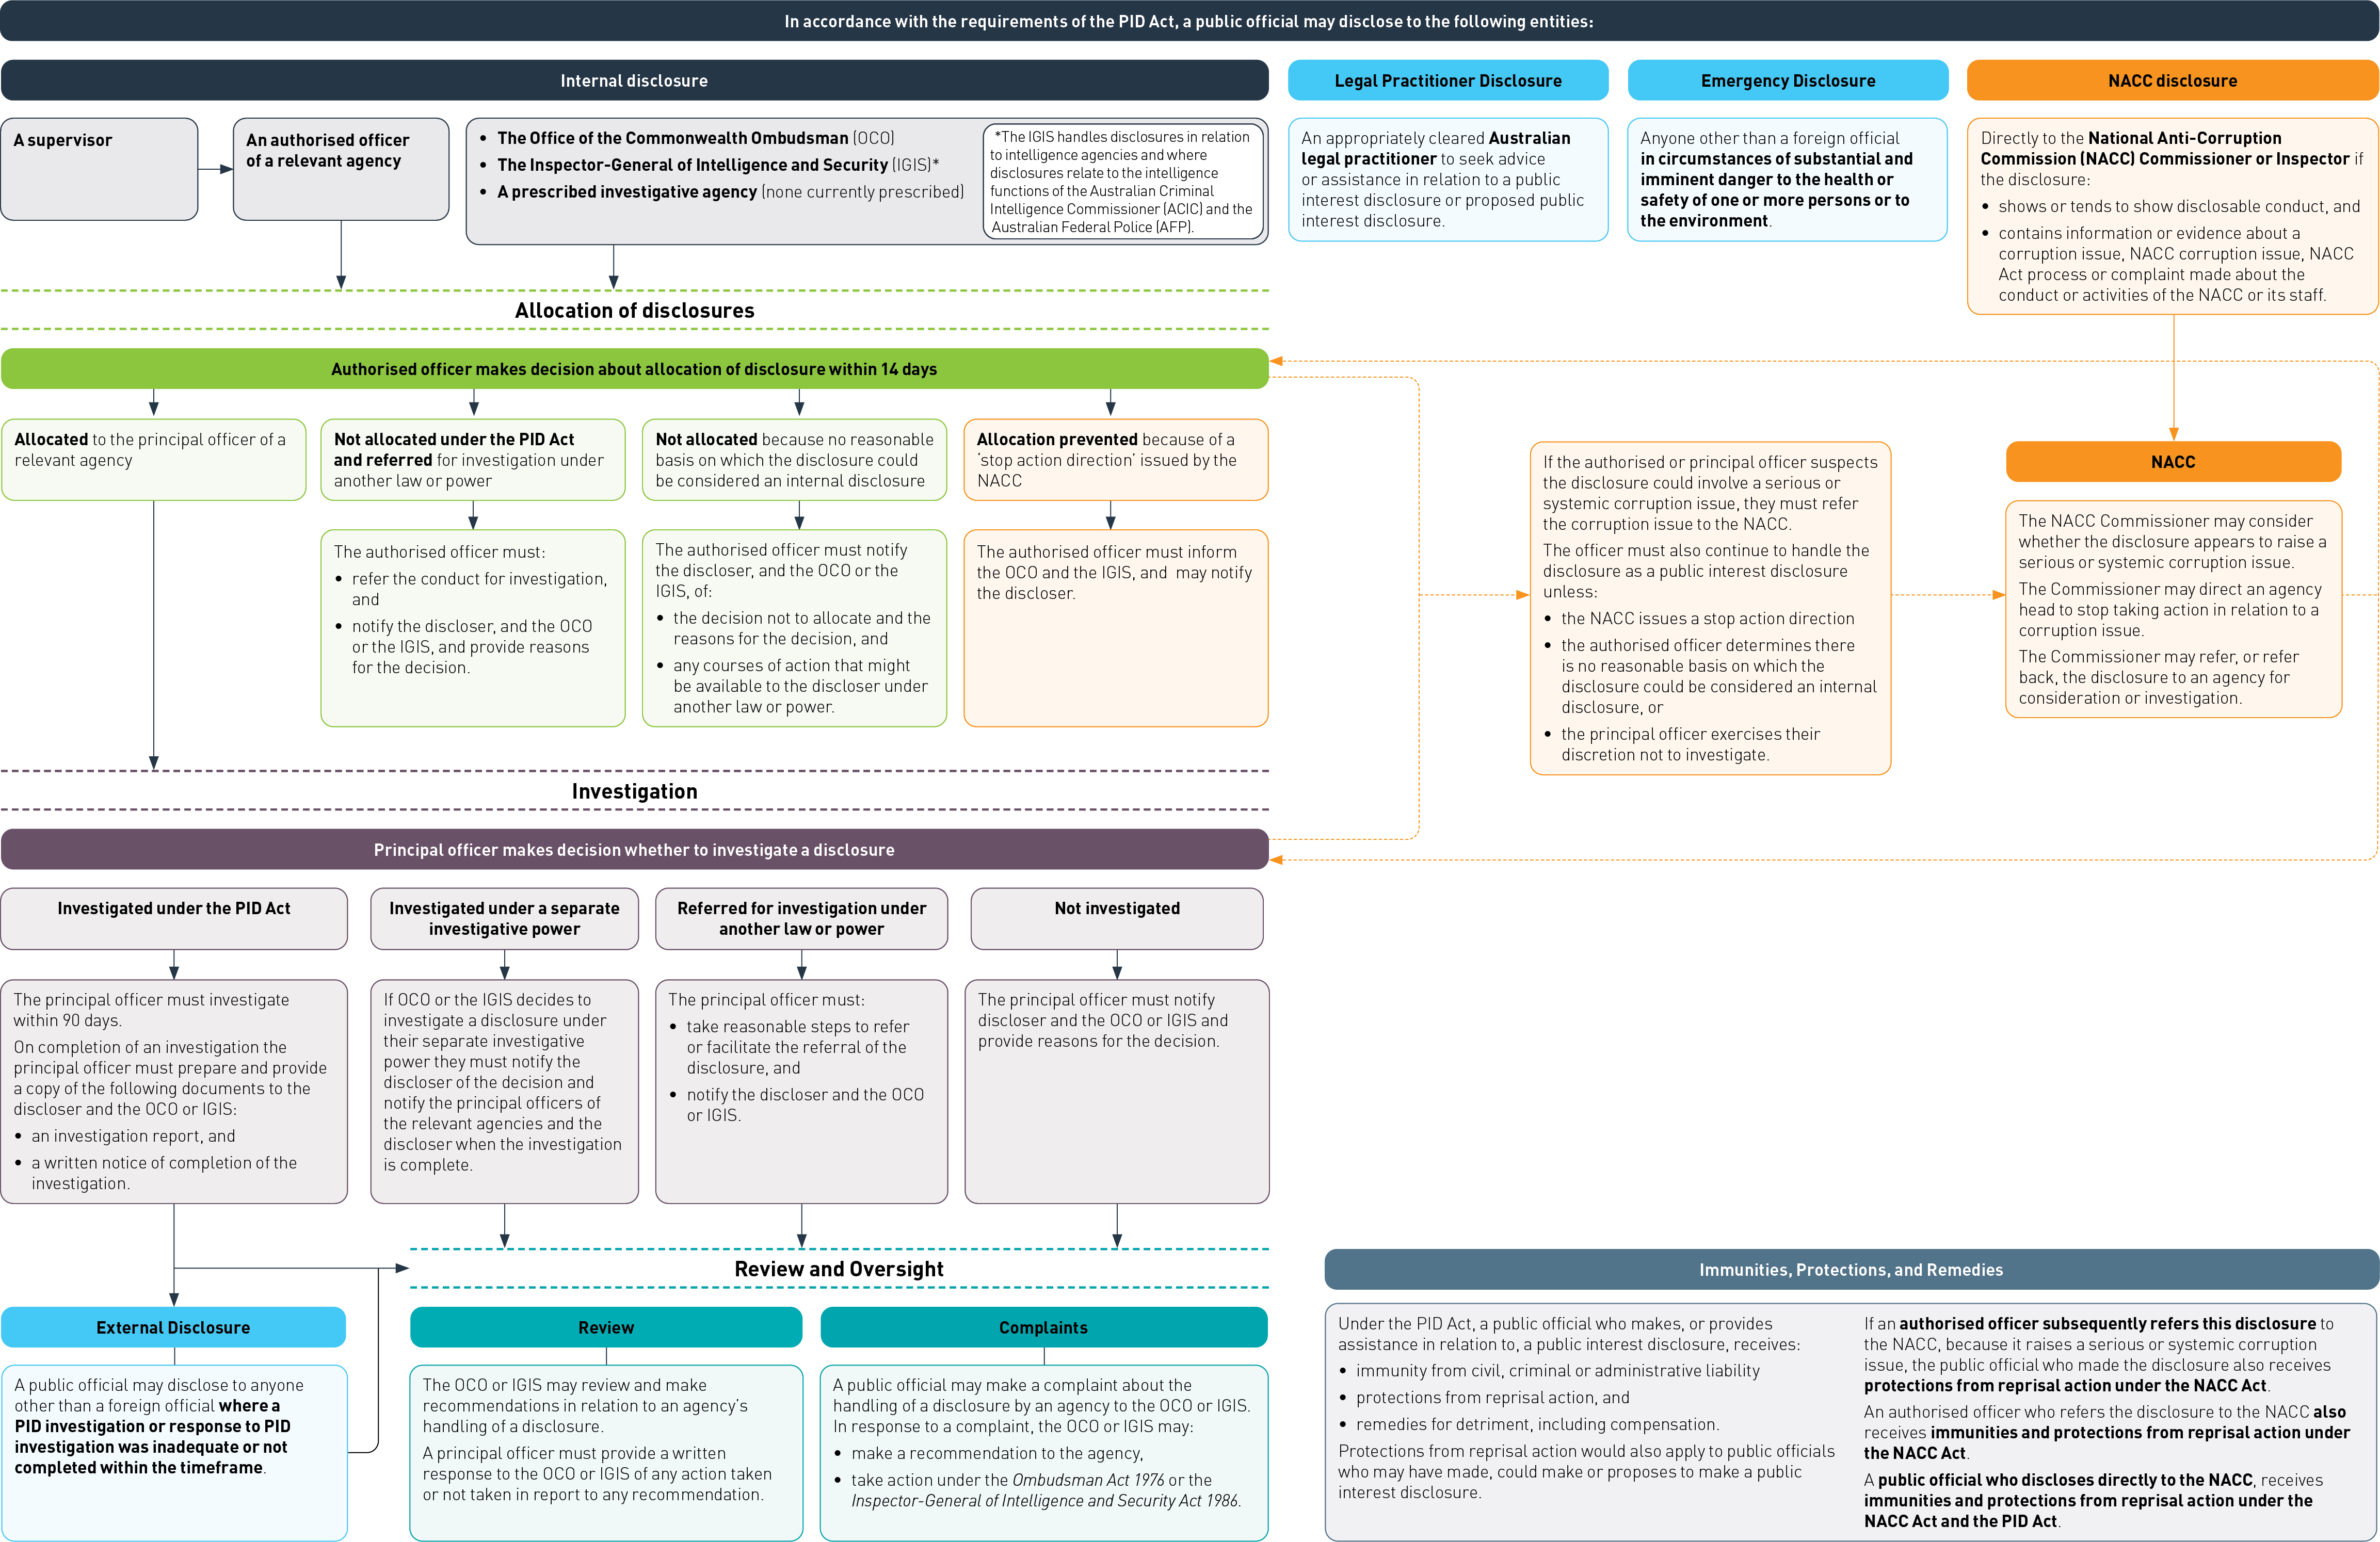 In accordance with the requirements of the PID Act, a public official may disclose to the following entities:
Internal disclosure
A supervisor
An authorised officer
of a relevant agency
• The Office of the Commonwealth Ombudsman (OCO)
• The Inspector-General of Intelligence and Security (IGIS)*
• A prescribed investigative agency (none currently prescribed)
*The IGIS handles disclosures in relation
to intelligence agencies and where
disclosures relate to the intelligence
functions of the Australian Criminal
Intelligence Commissioner (ACIC) and the
Australian Federal Police (AFP).
Legal Practitioner Disclosure
An appropriately cleared Australian
legal practitioner to seek advice
or assistance in relation to a public
interest disclosure or proposed public
interest disclosure.
Emergency Disclosure
Anyone other than a foreign official
in circumstances of substantial and
imminent danger to the health or
safety of one or more persons or to
the environment.
NACC disclosure
Directly to the National Anti-Corruption
Commission (NACC) Commissioner or Inspector if
the disclosure:
• shows or tends to show disclosable conduct, and
• contains information or evidence about a
corruption issue, NACC corruption issue, NACC
Act process or complaint made about the
conduct or activities of the NACC or its staff.
Allocation of disclosures
Authorised officer makes decision about allocation of disclosure within 14 days
Allocated to the principal officer of a
relevant agency
Not allocated under the PID Act
and referred for investigation under
another law or power
Not allocated because no reasonable
basis on which the disclosure could
be considered an internal disclosure
Allocation prevented because of a
‘stop action direction’ issued by the
NACC
The authorised officer must:
• refer the conduct for investigation,
and
• notify the discloser, and the OCO
or the IGIS, and provide reasons
for the decision.
The authorised officer must notify
the discloser, and the OCO or the
IGIS, of:
• the decision not to allocate and the
reasons for the decision, and
• any courses of action that might
be available to the discloser under
another law or power.
The authorised officer must inform
the OCO and the IGIS, and may notify
the discloser.
If the authorised or principal officer suspects
the disclosure could involve a serious or
systemic corruption issue, they must refer
the corruption issue to the NACC.
The officer must also continue to handle the
disclosure as a public interest disclosure
unless:
• the NACC issues a stop action direction
• the authorised officer determines there
is no reasonable basis on which the
disclosure could be considered an internal
disclosure, or
• the principal officer exercises their
discretion not to investigate.
NACC
The NACC Commissioner may consider
whether the disclosure appears to raise a
serious or systemic corruption issue.
The Commissioner may direct an agency
head to stop taking action in relation to a
corruption issue.
The Commissioner may refer, or refer
back, the disclosure to an agency for
consideration or investigation.
Investigation
Principal officer makes decision whether to investigate a disclosure
Investigated under the PID Act
The principal officer must investigate
within 90 days.
On completion of an investigation the
principal officer must prepare and provide
a copy of the following documents to the
discloser and the OCO or IGIS:
• an investigation report, and
• a written notice of completion of the
investigation.
Investigated under a separate
investigative power
If OCO or the IGIS decides to
investigate a disclosure under
their separate investigative
power they must notify the
discloser of the decision and
notify the principal officers of
the relevant agencies and the
discloser when the investigation
is complete.
Referred for investigation under
another law or power
The principal officer must:
• take reasonable steps to refer
or facilitate the referral of the
disclosure, and
• notify the discloser and the OCO
or IGIS.
Not investigated
The principal officer must notify
discloser and the OCO or IGIS and
provide reasons for the decision.
Review and Oversight
External Disclosure
A public official may disclose to anyone
other than a foreign official where a
PID investigation or response to PID
investigation was inadequate or not
completed within the timeframe.
Review
The OCO or IGIS may review and make
recommendations in relation to an agency’s
handling of a disclosure.
A principal officer must provide a written
response to the OCO or IGIS of any action taken
or not taken in report to any recommendation.
Complaints
A public official may make a complaint about the
handling of a disclosure by an agency to the OCO or IGIS.
In response to a complaint, the OCO or IGIS may:
• make a recommendation to the agency,
• take action under the Ombudsman Act 1976 or the
Inspector-General of Intelligence and Security Act 1986.
Immunities, Protections, and Remedies
Under the PID Act, a public official who makes, or provides
assistance in relation to, a public interest disclosure, receives:
• immunity from civil, criminal or administrative liability
• protections from reprisal action, and
• remedies for detriment, including compensation.
Protections from reprisal action would also apply to public officials
who may have made, could make or proposes to make a public
interest disclosure.
If an authorised officer subsequently refers this disclosure to
the NACC, because it raises a serious or systemic corruption
issue, the public official who made the disclosure also receives
protections from reprisal action under the NACC Act.
An authorised officer who refers the disclosure to the NACC also
receives immunities and protections from reprisal action under
the NACC Act.
A public official who discloses directly to the NACC, receives
immunities and protections from reprisal action under the
NACC Act and the PID Act.